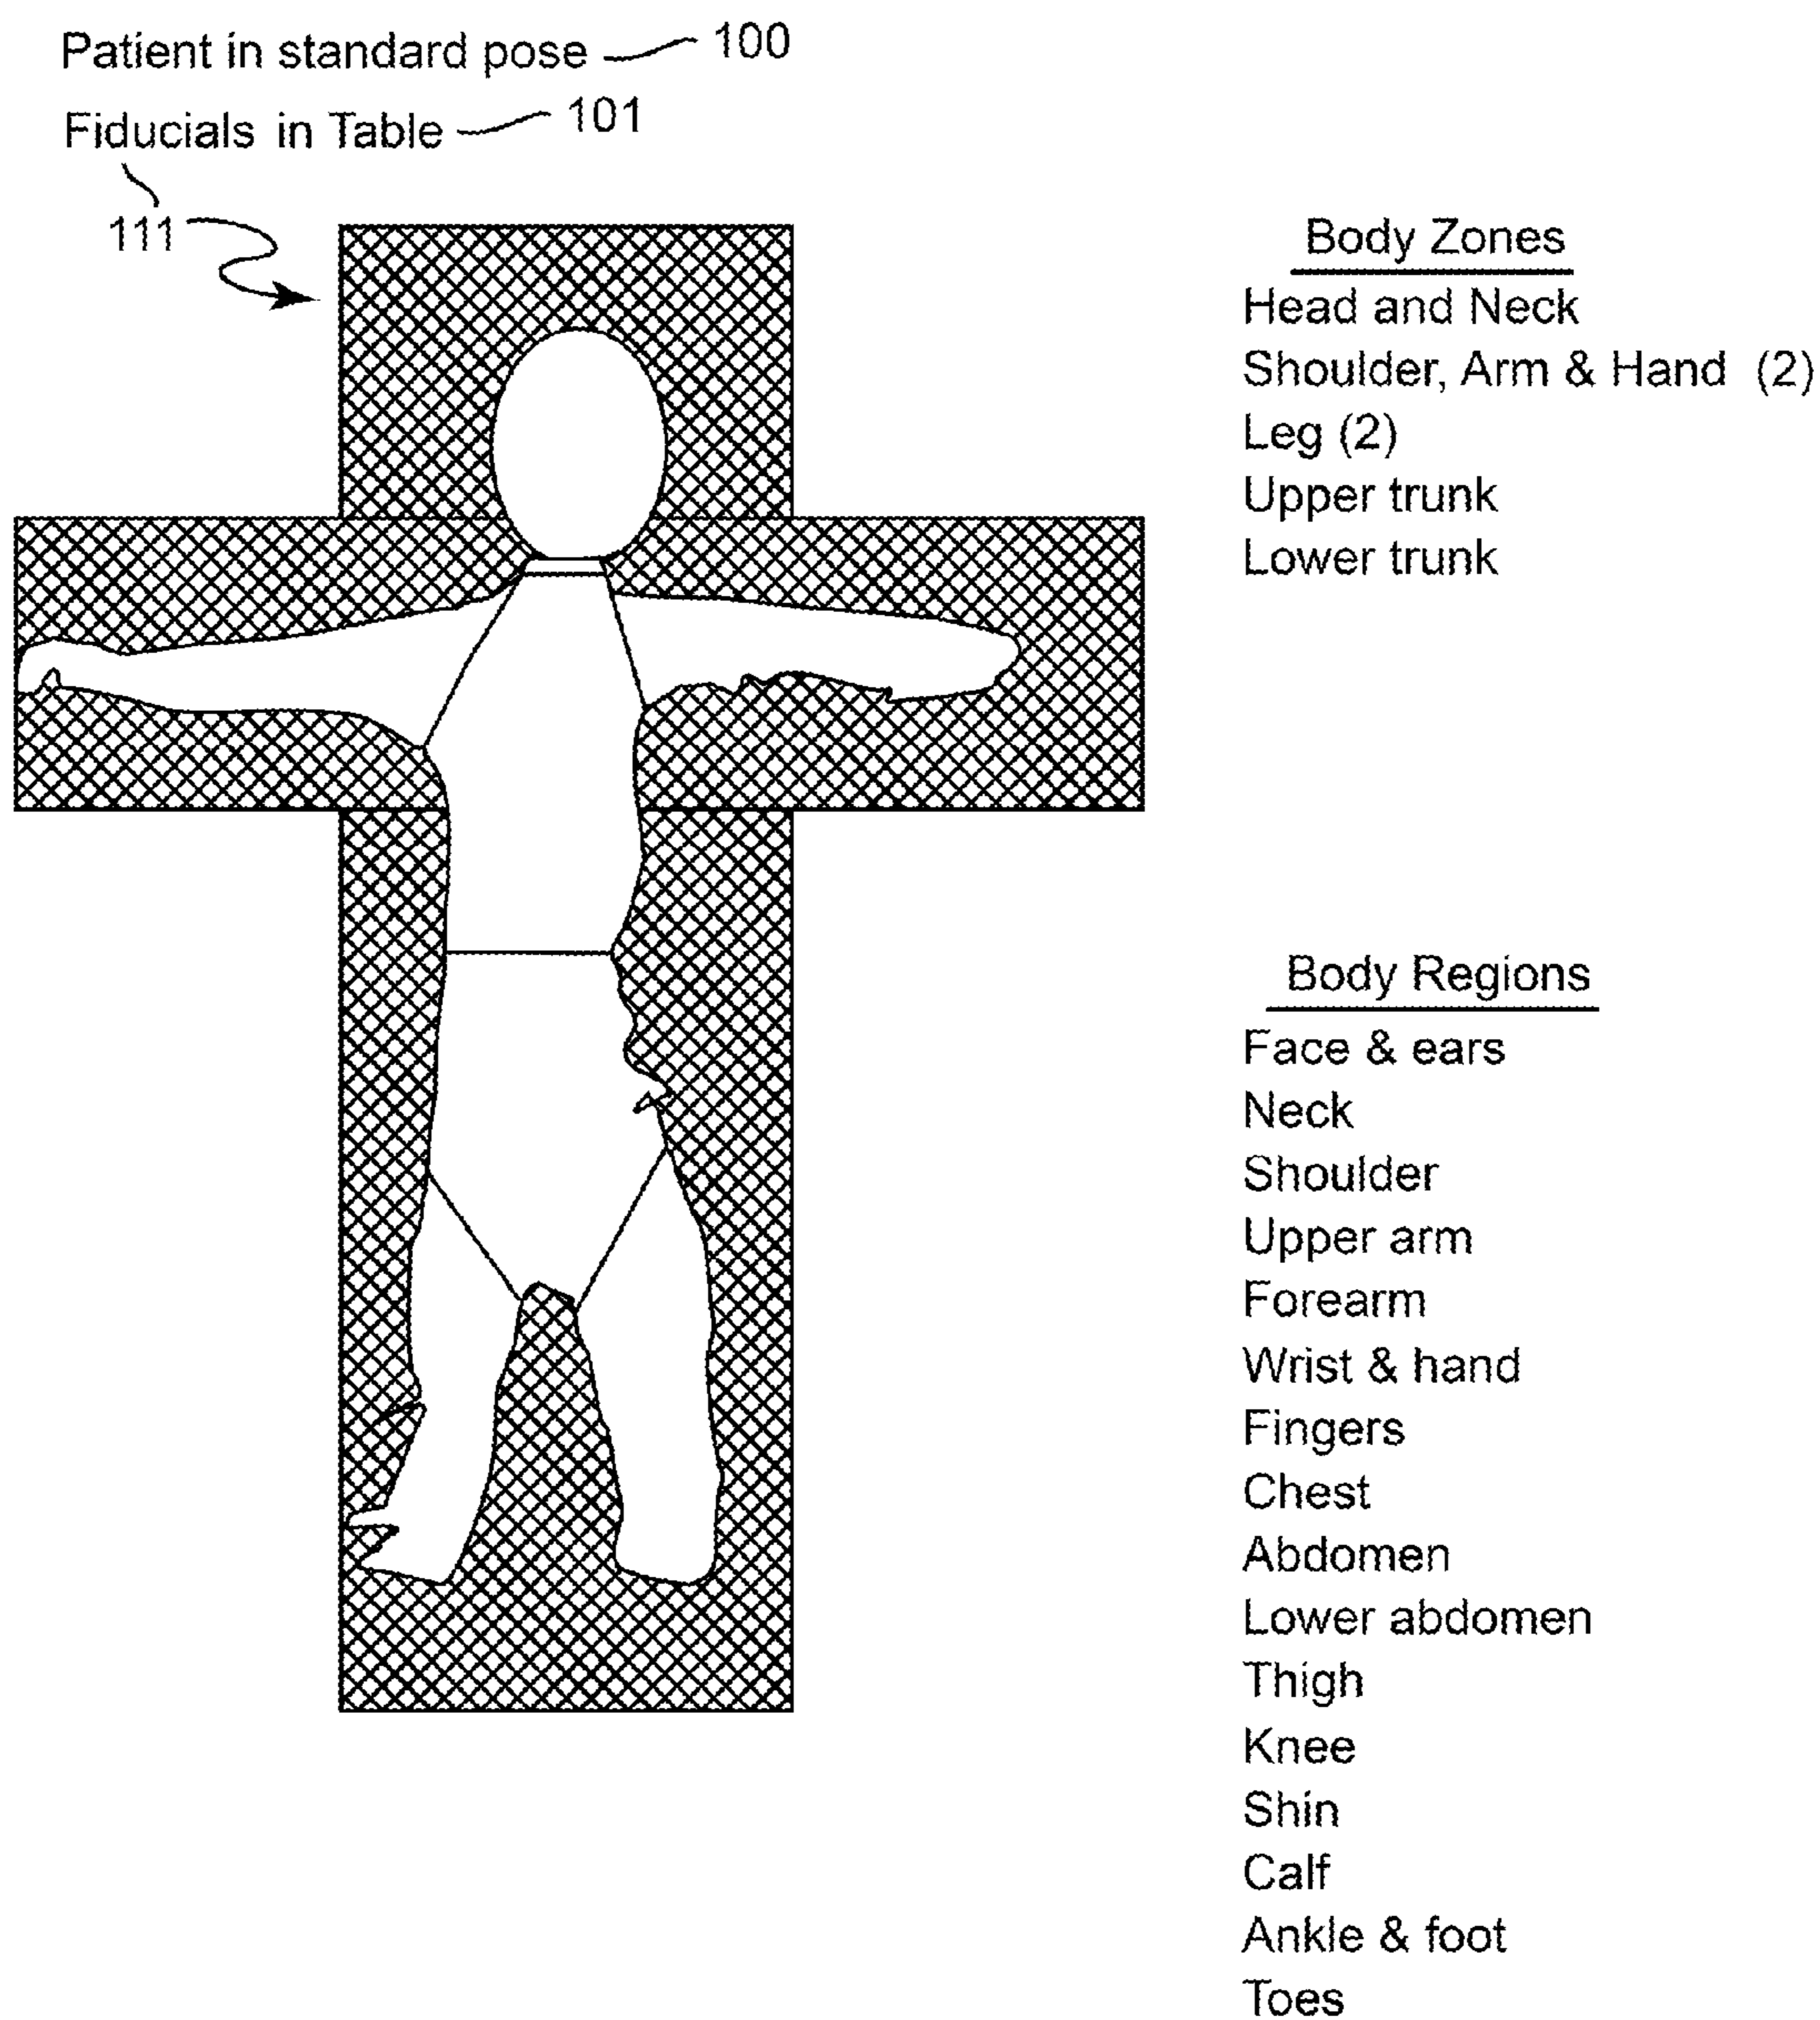 Patient in standard pose 100
Fiducials in Table 101
111
Body Zones
Head and Neck
Shoulder, Arm & Hand (2)
Leg (2)
Upper trunk
Lower trunk
Body Regions
Face & ears
Neck
Shoulder
Upper arm
Forearm
Wrist & hand
Fingers
Chest
Abdomen
Lower abdomen
Thigh
Knee
Shin
Calf
Ankle & foot
Toes